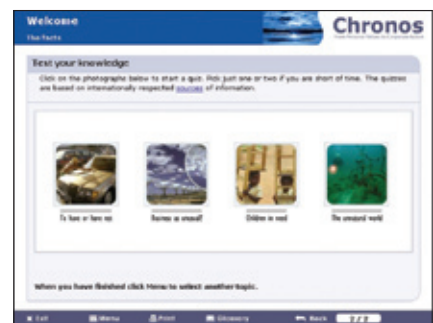 Welcome
the facts
Chronos
Test your knowledge
Click on the photographs below to start a quiz. Pick just one or two if you are short of time. The quizzes
are based on internationally respected sources of information.
To have or have not
Business as unusual?
Children in need
The unnatural world
When you have finished click Menu to select another topic.
Exit Menu Print Glossary Back 2 / 2